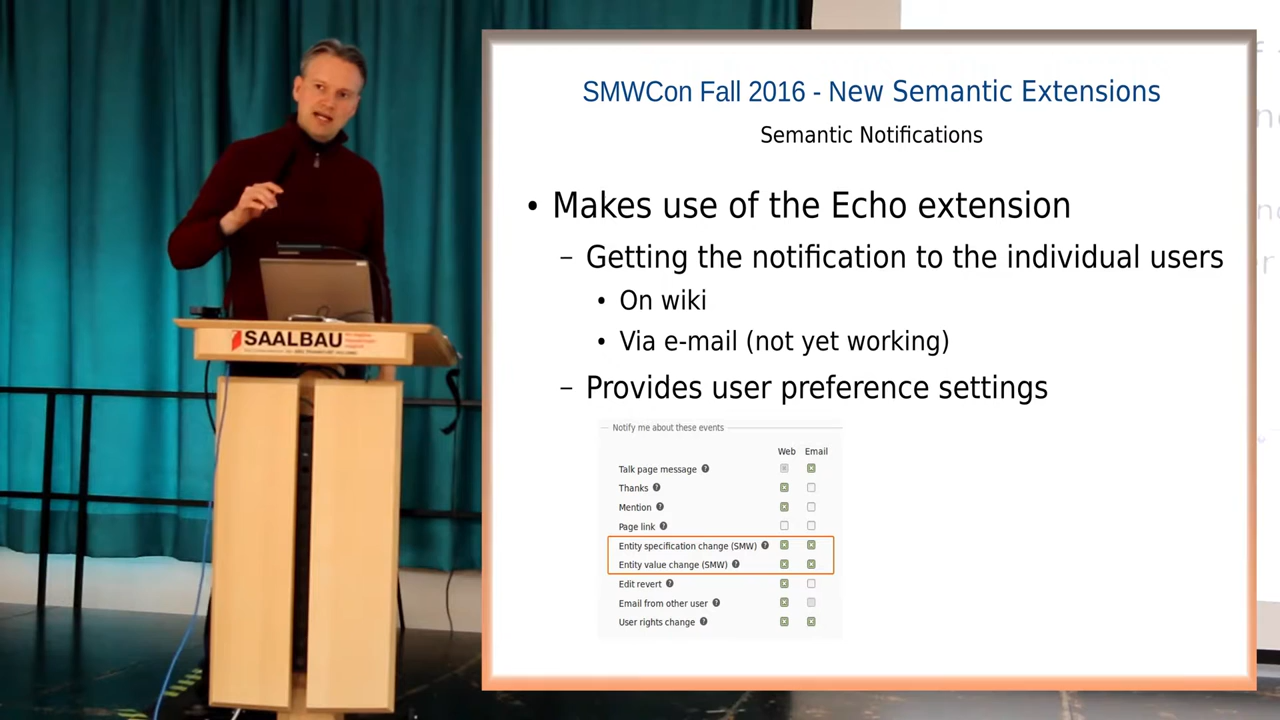 SMWCon Fall 2016 - New Semantic Extensions
Semantic Notifications
• Makes use of the Echo extension
– Getting the notification to the individual users
• On wiki
• Via e-mail (not yet working)
– Provides user preference settings
Notify me about these events
Web Email
Talk page message
Thanks
Mention
Page link
Entity specification change (SMW)
Entity value change (SMW)
Edit revert
Email from other user
User rights change
SAALBAU